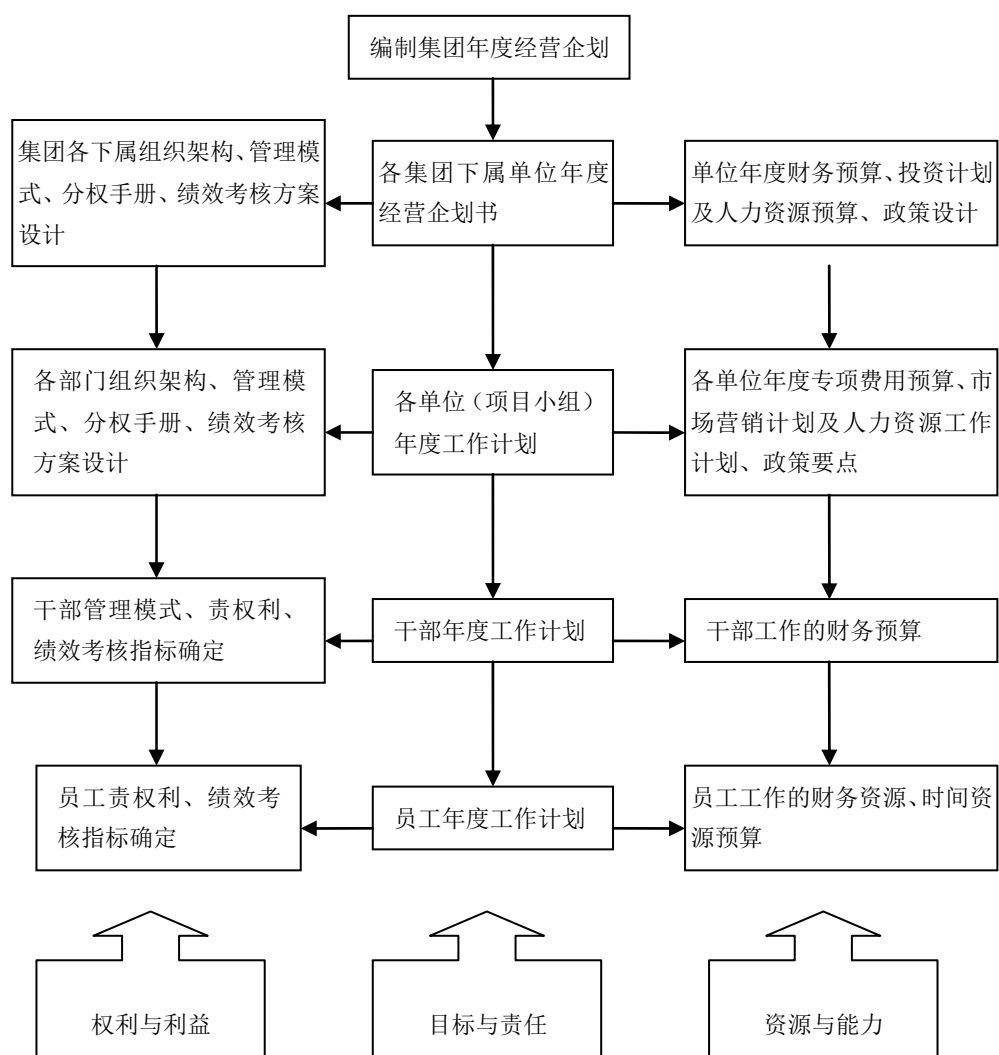 编制集团年度经营企划
集团各下属组织架构、管理模
式、分权手册、绩效考核方案
设计
各集团下属单位年度
经营企划书
单位年度财务预算、投资计划
及人力资源预算、政策设计
各部门组织架构、管理模
式、分权手册、绩效考核
方案设计
各单位（项目小组）
年度工作计划
各单位年度专项费用预算、市
场营销计划及人力资源工作
计划、政策要点
干部管理模式、责权利、
绩效考核指标确定
干部年度工作计划
干部工作的财务预算
员工责权利、绩效考
核指标确定
员工年度工作计划
员工工作的财务资源、时间资
源预算
权利与利益
目标与责任
资源与能力